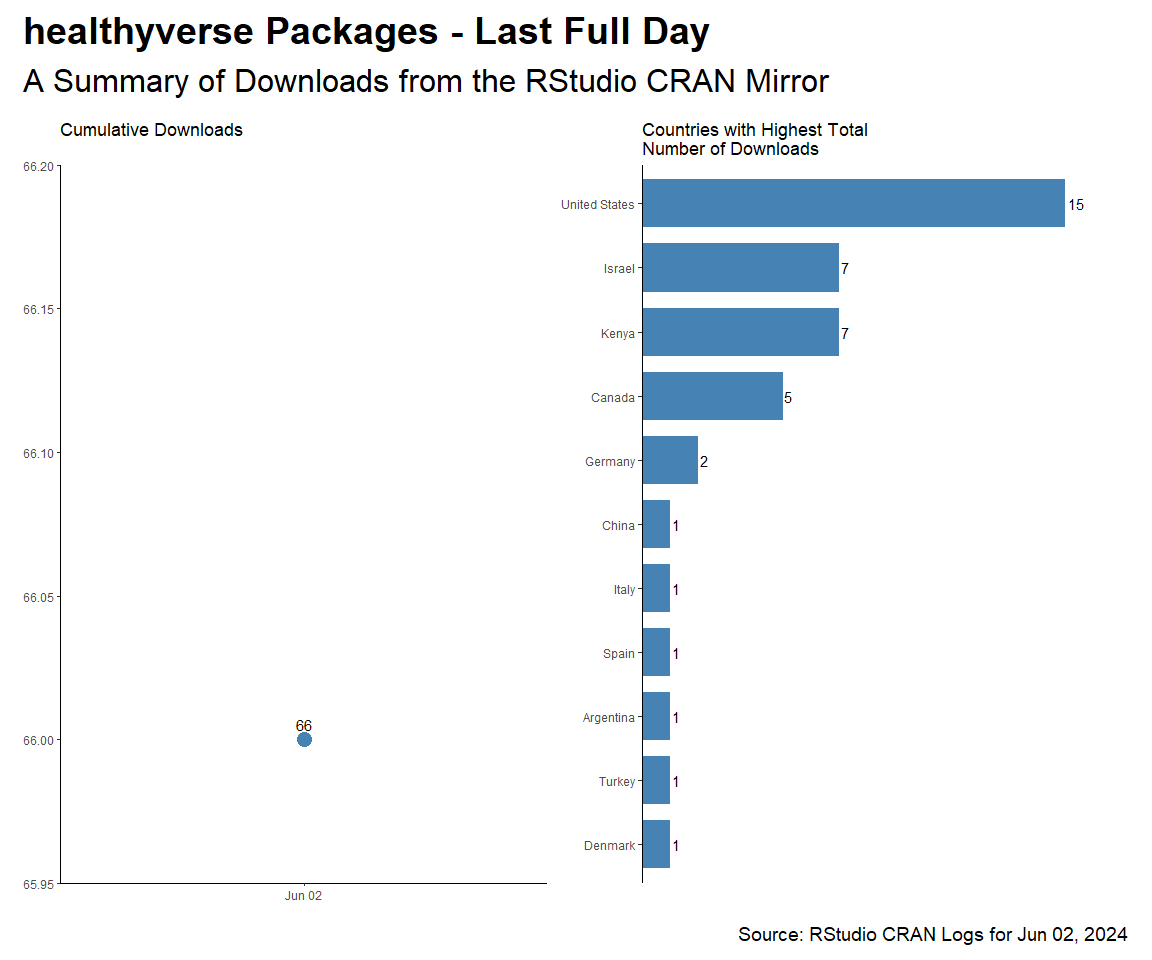 healthyverse Packages - Last Full Day
A Summary of Downloads from the RStudio CRAN Mirror
Cumulative Downloads
66.20
66.15
66.10
66.05
66.00
65.95
66
Jun 02
Countries with Highest Total
Number of Downloads
United States 15
Israel 7
Kenya 7
Canada 5
Germany 2
China 1
Italy 1
Spain 1
Argentina 1
Turkey 1
Denmark 1
Source: RStudio CRAN Logs for Jun 02, 2024